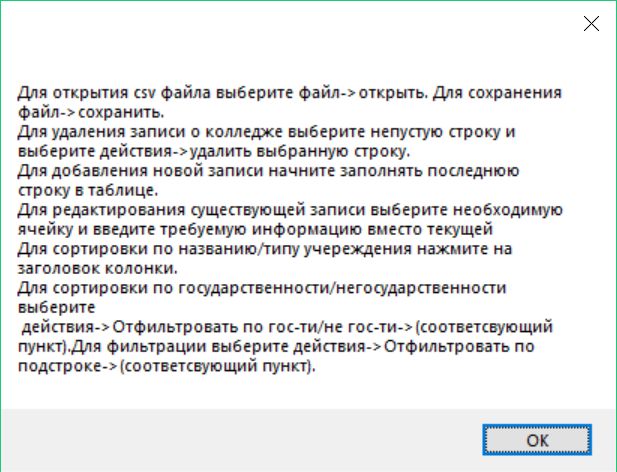 Для открытия csv файла выберите файл->открыть. Для сохранения
файл->сохранить.
Для удаления записи о колледже выберите непустую строку и
выберите действия->удалить выбранную строку.
Для добавления новой записи начните заполнять последнюю
строку в таблице.
Для редактирования существующей записи выберите необходимую
ячейку и введите требуемую информацию вместо текущей
Для сортировки по названию/типу учереждения нажмите на
заголовок колонки.
Для сортировки по государственности/негосударственности
выберите
действия->Отфильтровать по гос-ти/не гос-ти->(соответсвующий
пункт).Для фильтрации выберите действия->Отфильтровать по
подстроке->(соответсвующий пункт).
OK